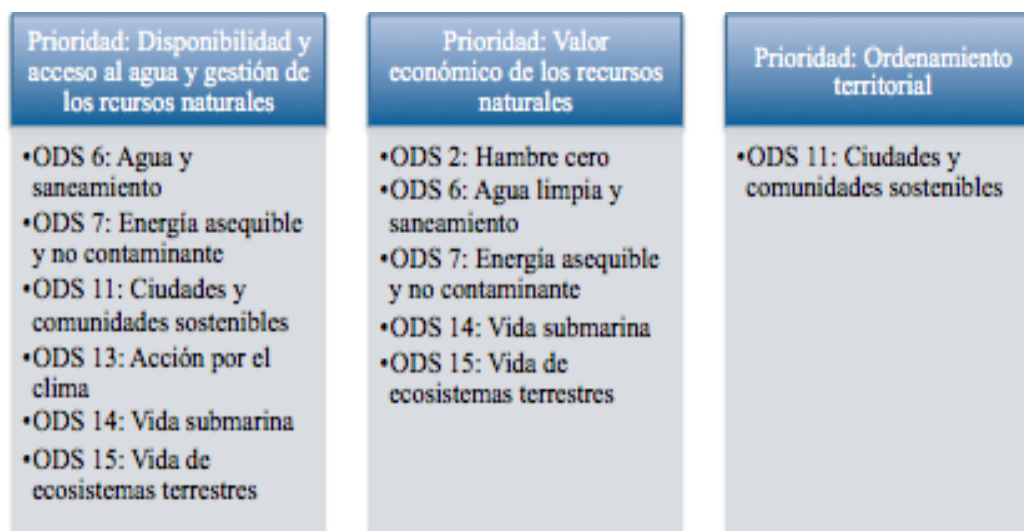 Prioridad: Disponibilidad y
acceso al agua y gestión de
los rcursos naturales
•ODS 6: Agua y
saneamiento
•ODS 7: Energía asequible
y no contaminante
•ODS 11: Ciudades y
comunidades sostenibles
•ODS 13: Acción por el
clima
•ODS 14: Vida submarina
•ODS 15: Vida de
ecosistemas terrestres
Prioridad: Valor
económico de los recursos
naturales
•ODS 2: Hambre cero
•ODS 6: Agua limpia y
saneamiento
•ODS 7: Energía asequible
y no contaminante
•ODS 14: Vida submarina
•ODS 15: Vida de
ecosistemas terrestres
Prioridad: Ordenamiento
territorial
•ODS 11: Ciudades y
comunidades sostenibles